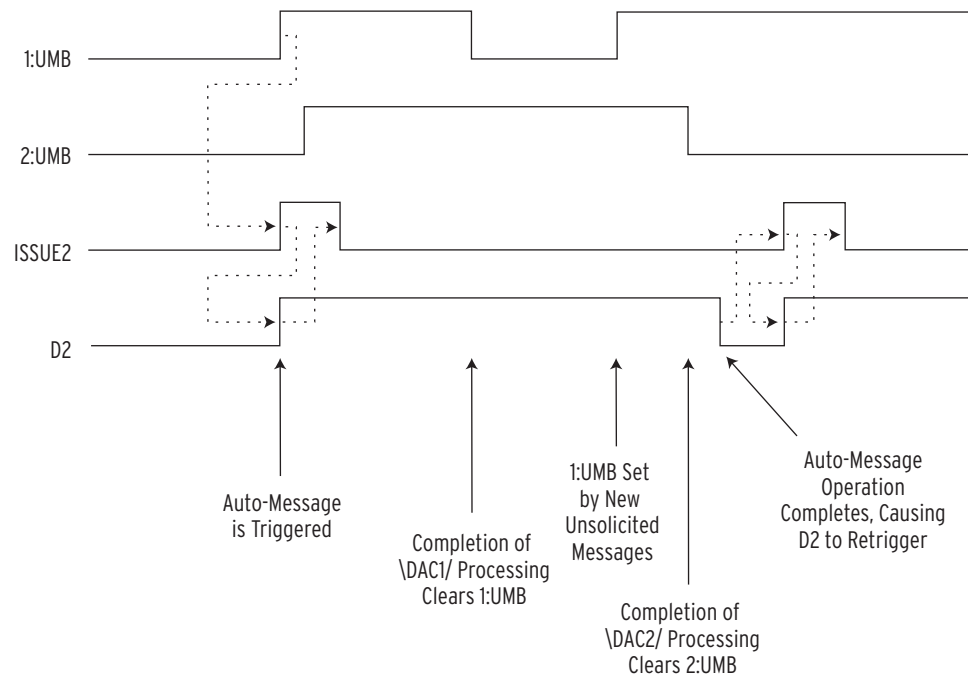 1:UMB
2:UMB
ISSUE2
D2
Auto-Message
is Triggered
Completion of
\DAC1/ Processing
Clears 1:UMB
1:UMB Set
by New
Unsolicited
Messages
Completion of
\DAC2/ Processing
Clears 2:UMB
Auto-Message
Operation
Completes, Causing
D2 to Retrigger